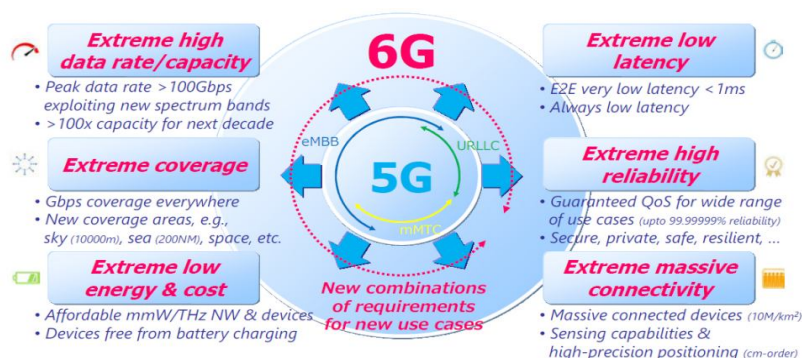 Extreme high
data rate/capacity
• Peak data rate >100Gbps
exploiting new spectrum bands
• >100x capacity for next decade
Extreme coverage
• Gbps coverage everywhere
• New coverage areas, e.g.,
sky (10000m), sea (200NM), space, etc.
Extreme low
energy & cost
• Affordable mmW/THz NW & devices
• Devices free from battery charging
6G
eMBB
URLLC
5G
mMTC
New combinations
of requirements
for new use cases
Extreme low
latency
• E2E very low latency <1ms
• Always low latency
Extreme high
reliability
• Guaranteed QoS for wide range
of use cases (upto 99.99999% reliability)
• Secure, private, safe, resilient, ...
Extreme massive
connectivity
• Massive connected devices (10M/km²)
• Sensing capabilities &
high-precision positioning (cm-order)